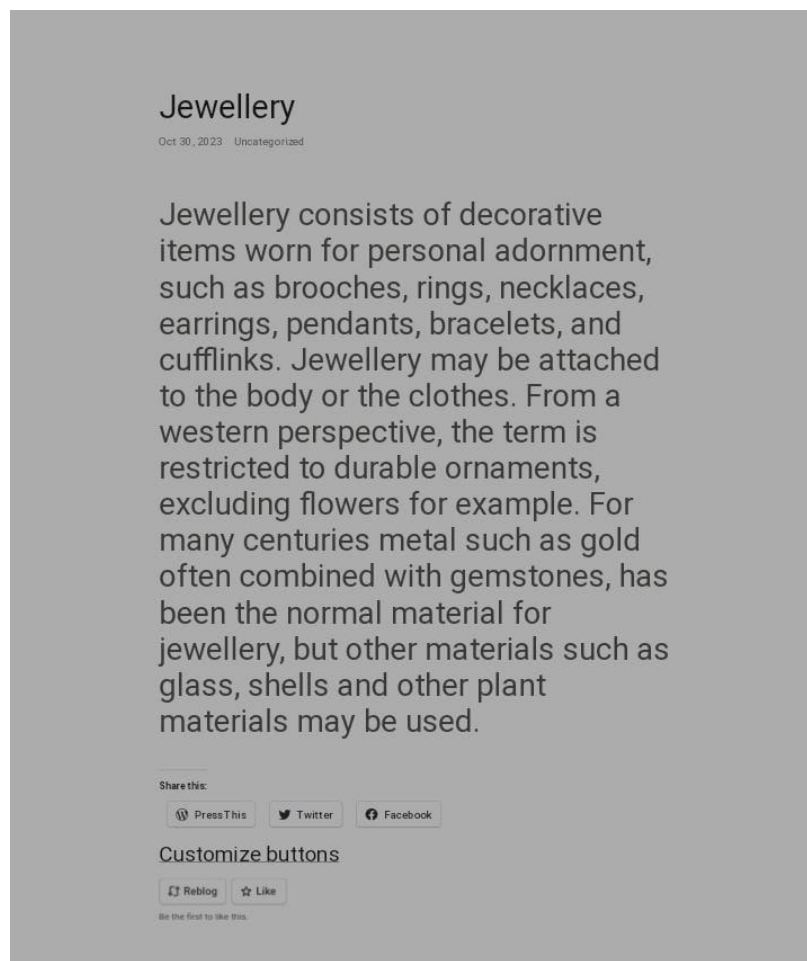 Jewellery
Oct 30, 2023 Uncategorized
Jewellery consists of decorative
items worn for personal adornment,
such as brooches, rings, necklaces,
earrings, pendants, bracelets, and
cufflinks. Jewellery may be attached
to the body or the clothes. From a
western perspective, the term is
restricted to durable ornaments,
excluding flowers for example. For
many centuries metal such as gold
often combined with gemstones, has
been the normal material for
jewellery, but other materials such as
glass, shells and other plant
materials may be used.
Share this:
Press This Twitter Facebook
Customize buttons
Reblog Like
Be the first to like this.